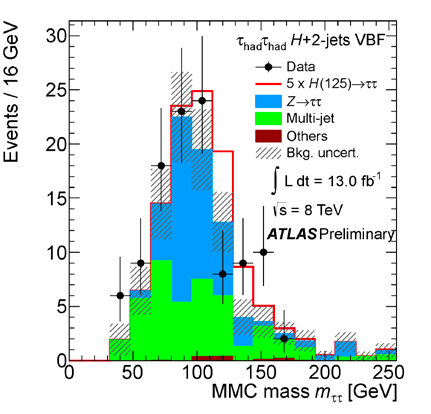 Events / 16 GeV
30
25
20
15
10
5
0
0 50 100 150 200 250
MMC mass mττ [GeV]
τhadτhad H+2-jets VBF
Data
5 x H(125)→ττ
Z→ττ
Multi-jet
Others
Bkg. uncert.
∫ L dt = 13.0 fb-1
√s = 8 TeV
ATLAS Preliminary